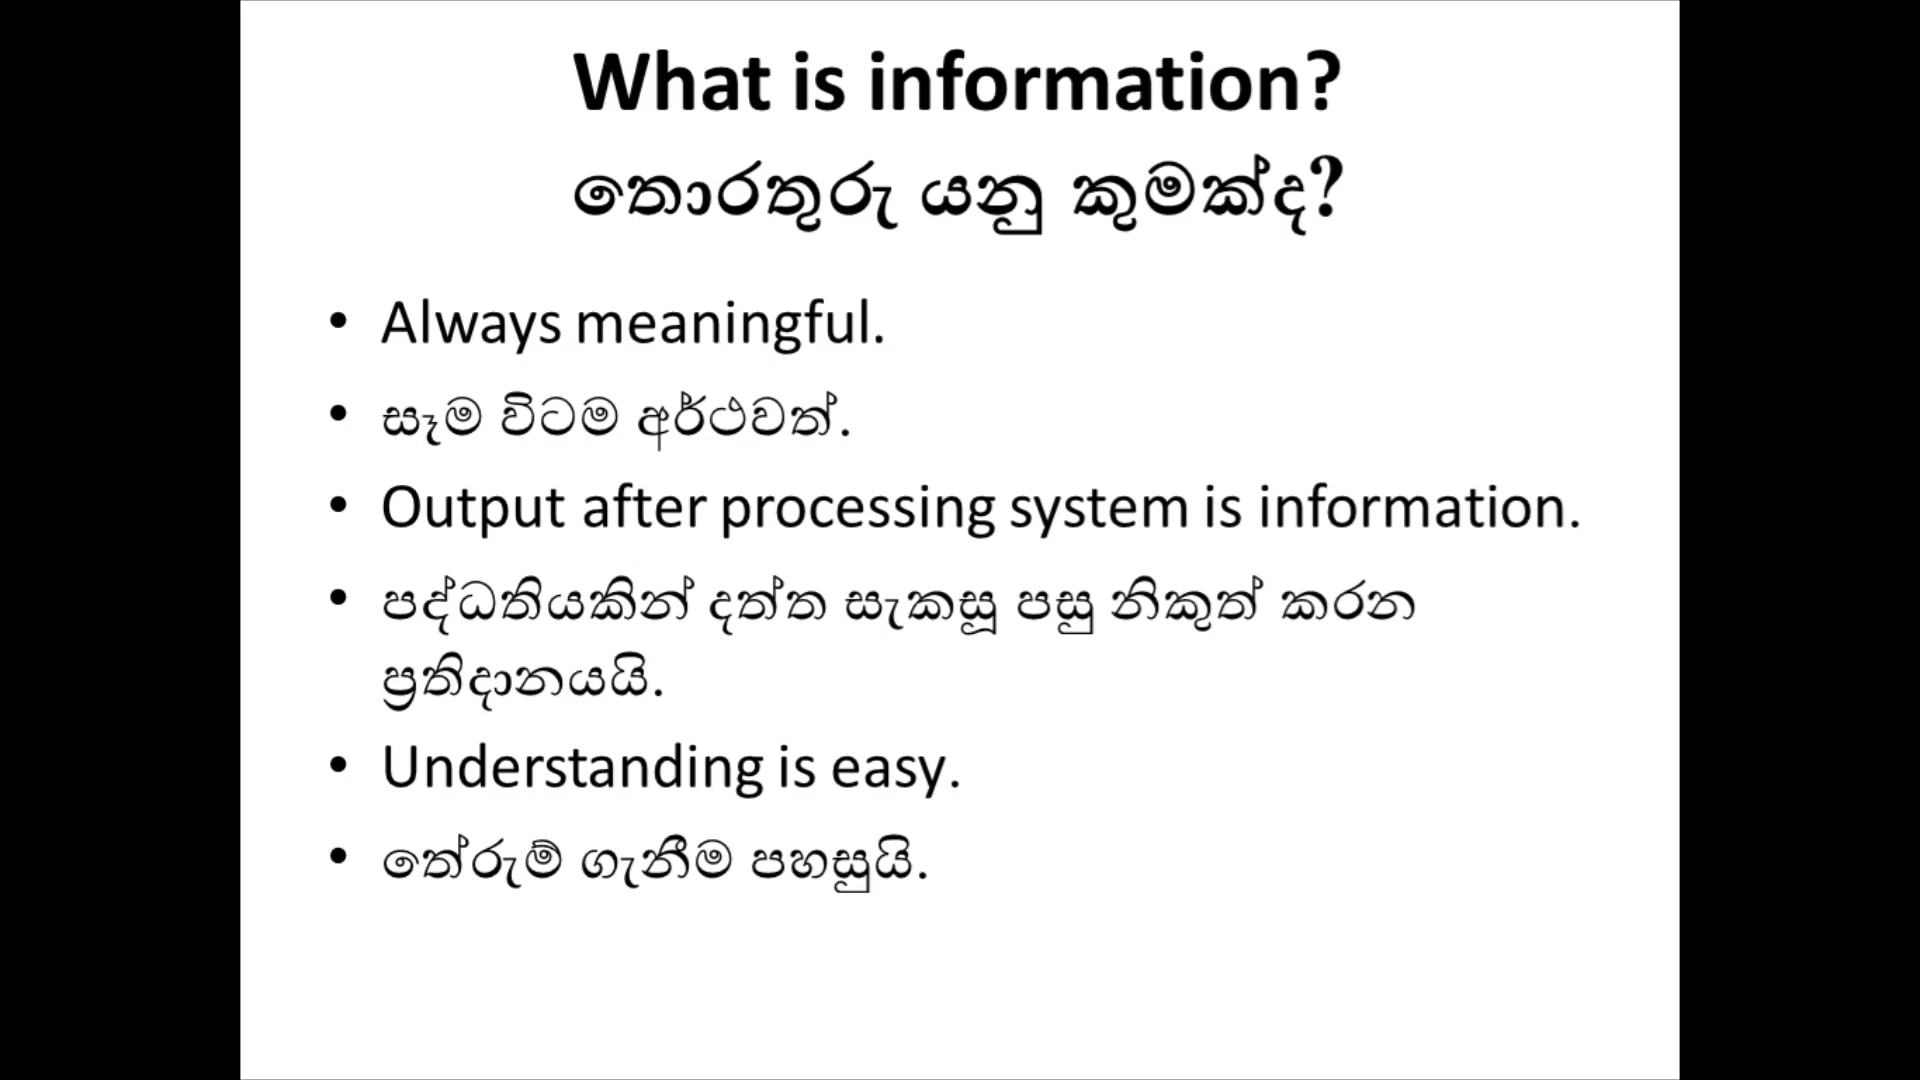 What is information?
තොරතුරු යනු කුමක්ද?
• Always meaningful.
• සෑම විටම අර්ථවත්.
• Output after processing system is information.
• පද්ධතියකින් දත්ත සැකසූ පසු නිකුත් කරන
ප්‍රතිදානයයි.
• Understanding is easy.
• තේරුම් ගැනීම පහසුයි.